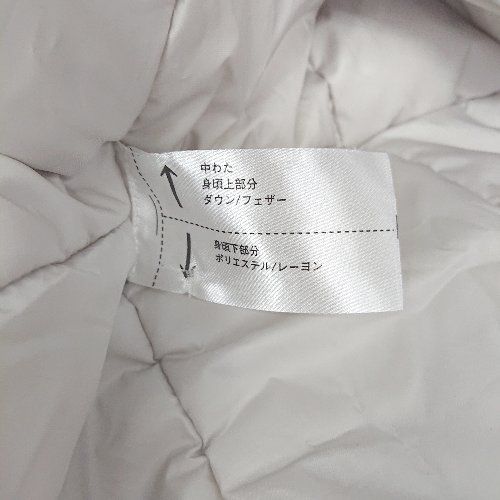 中わた
身頃上部分
ダウン/フェザー
身頃下部分
ポリエステル/レーヨン